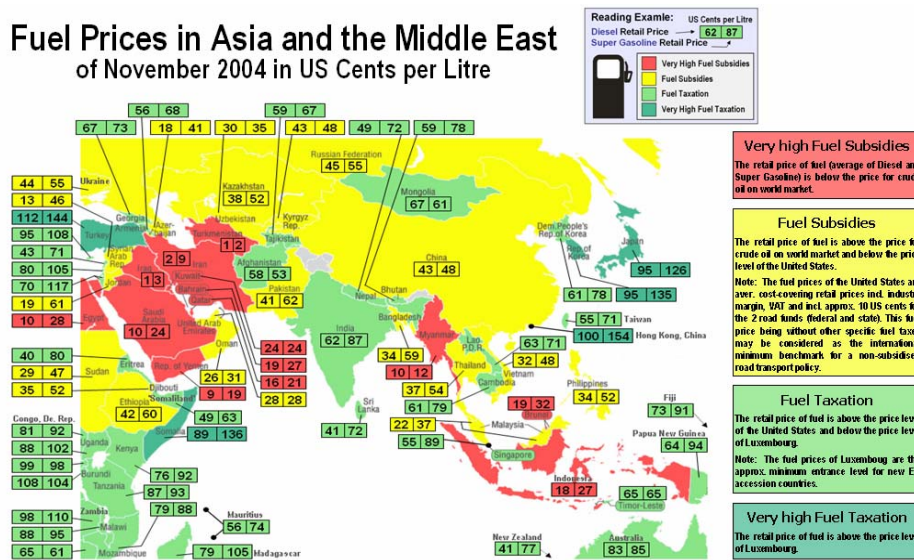 Fuel Prices in Asia and the Middle East
of November 2004 in US Cents per Litre
Reading Examle: US Cents per Litre
Diesel Retail Price 62 87
Super Gasoline Retail Price
Very High Fuel Subsidies
Fuel Subsidies
Fuel Taxation
Very High Fuel Taxation
56 68
59 67
67 73
18 41
30 35
43 48
49 72
59 78
Russian Federation
45 55
44 55
Ukraine
13 46
Kazakhstan
38 52
Mongolia
67 61
112 144
Georgia
Armenia
Azer-
baijan
Uzbekistan
Kyrgyz
Rep.
95 108
Turkey
Turkmenistan
1 2
Tajikistan
Dem.People's
Rep.of Korea
Rep.of
Korea
Japan
43 71
Syrian
Arab
Rep.
2 9
Iran
Afghanistan
58 53
China
43 48
95 126
80 105
Iraq
1 3
Kuwait
Pakistan
41 62
61 78
95 135
70 117
Jordan
Bahrain
Qatar
Nepal
Bhutan
19 61
Saudi
Arabia
10 24
United Arab
Emirates
India
62 87
Bangladesh
55 71
Taiwan
10 28
Egypt
Oman
Myanmar
100 154
Hong Kong, China
40 80
Eritrea
Rep. of Yemen
24 24
34 59
Lao
P.D.R.
63 71
29 47
Sudan
26 31
19 27
10 12
Thailand
32 48
Vietnam
35 52
Djibouti
9 19
16 21
37 54
Cambodia
Philippines
Ethiopia
42 60
"Somaliland"
28 28
Sri
Lanka
61 79
19 32
Brunei
34 52
49 63
22 37
Malaysia
Fiji
73 91
Congo, De. Rep.
Somalia
89 136
41 72
55 89
Singapore
Papua New Guinea
64 94
81 92
88 102
Uganda
Kenya
99 98
108 104
Burundi
Tanzania
76 92
87 93
Indonesia
18 27
65 65
Timor-Leste
98 110
Zambia
79 88
Mauritius
56 74
88 95
Malawi
65 61
Mozambique
79 105
Madagascar
New Zealand
41 77
Australia
83 85
Very high Fuel Subsidies
The retail price of fuel (average of Diesel an
Super Gasoline) is below the price for crud
oil on world market.
Fuel Subsidies
The retail price of fuel is above the price f
crude oil on world market and below the pric
level of the United States.
Note: The fuel prices of the United States ar
aver. cost-covering retail prices incl. indust
margin, VAT and incl. approx. 10 US cents f
the 2 road funds (federal and state). This fu
price being without other specific fuel taxe
may be considered as the internation
minimum benchmark for a non-subsidise
road transport policy.
Fuel Taxation
The retail price of fuel is above the price lev
of the United States and below the price lev
of Luxembourg.
Note: The fuel prices of Luxemboug are th
approx. minimum entrance level for new E
accession countries.
Very high Fuel Taxation
The retail price of fuel is above the price lev
of Luxembourg.